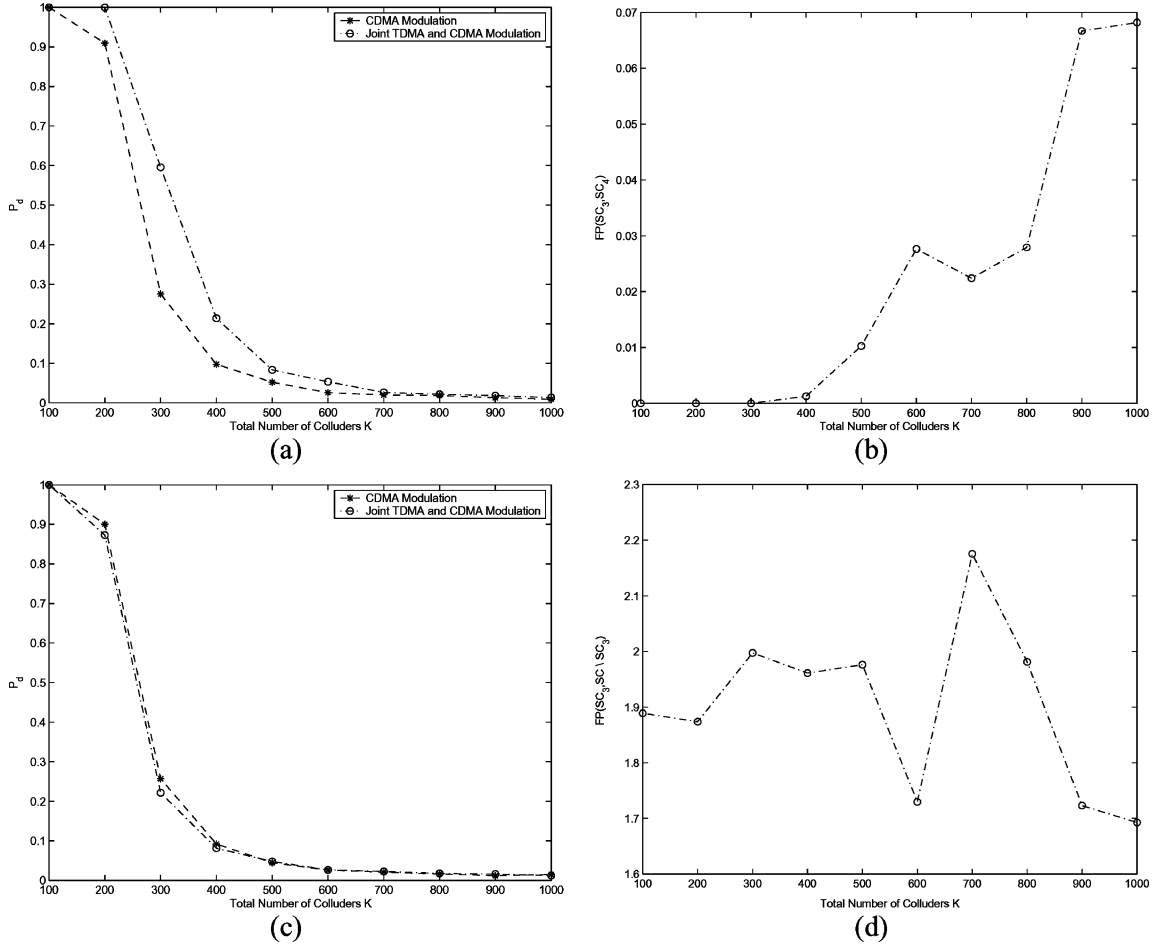 1
0.9
0.8
0.7
0.6
0.5
0.4
0.3
0.2
0.1
0
P_d
CDMA Modulation
Joint TDMA and CDMA Modulation
100 200 300 400 500 600 700 800 900 1000
Total Number of Colluders K
(a)
0.07
0.06
0.05
0.04
0.03
0.02
0.01
0
FP(SC_3,SC_4)
100 200 300 400 500 600 700 800 900 1000
Total Number of Colluders K
(b)
1
0.9
0.8
0.7
0.6
0.5
0.4
0.3
0.2
0.1
0
P_d
CDMA Modulation
Joint TDMA and CDMA Modulation
100 200 300 400 500 600 700 800 900 1000
Total Number of Colluders K
(c)
2.3
2.2
2.1
2
1.9
1.8
1.7
1.6
FP(SC_3,SC \ SC_3)
100 200 300 400 500 600 700 800 900 1000
Total Number of Colluders K
(d)